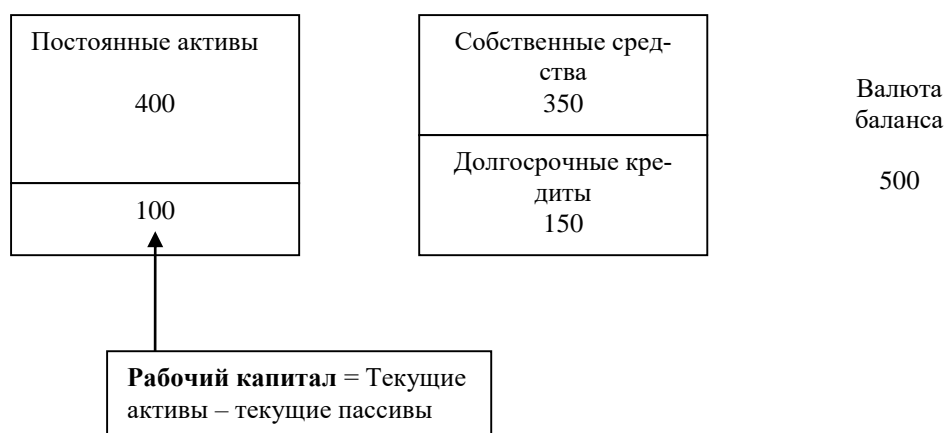 Постоянные активы
400
100
Собственные сред-
ства
350
Долгосрочные кре-
диты
150
Валюта
баланса
500
Рабочий капитал = Текущие
активы – текущие пассивы